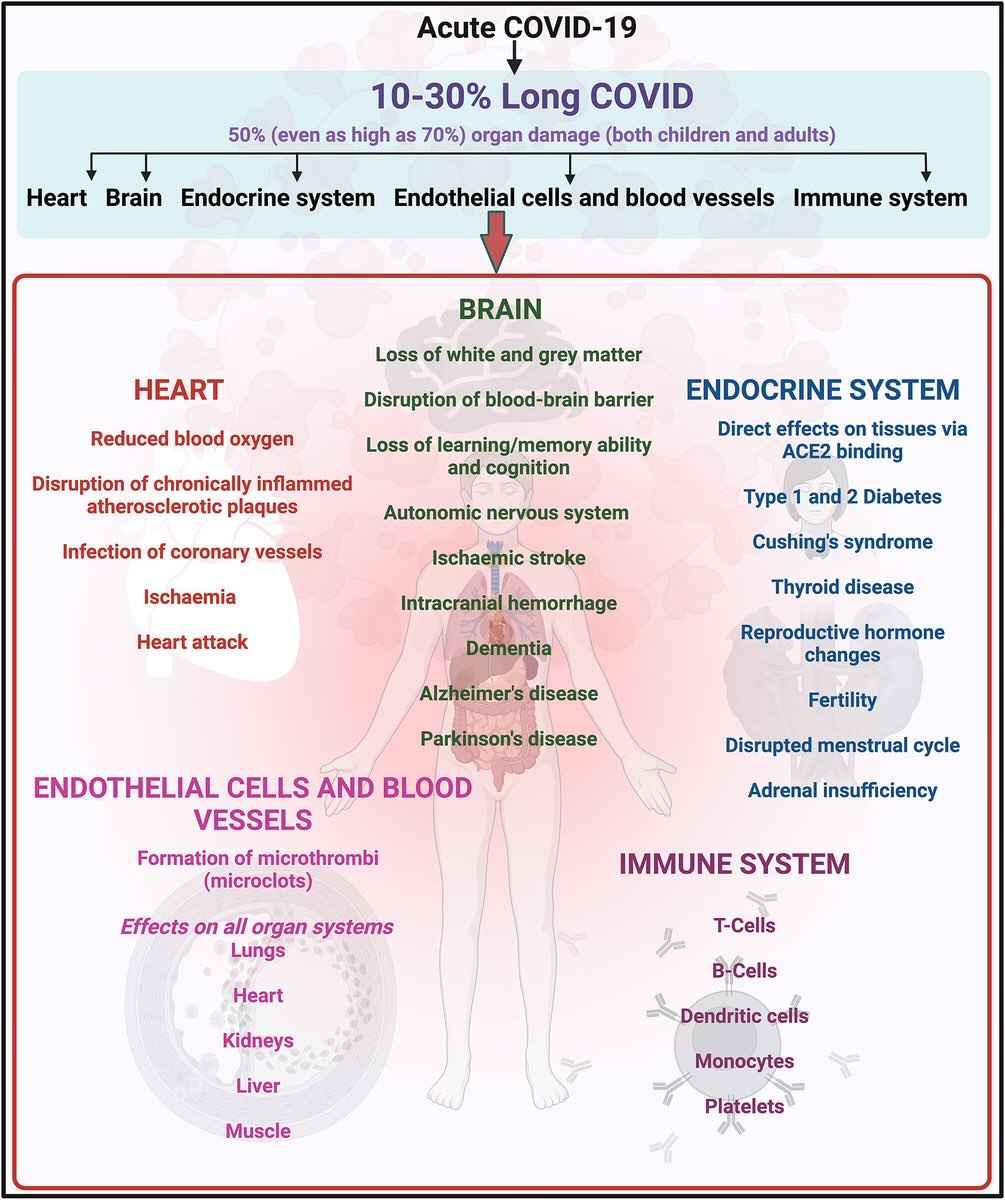 Acute COVID-19
10-30% Long COVID
50% (even as high as 70%) organ damage (both children and adults)
Heart Brain Endocrine system Endothelial cells and blood vessels Immune system
BRAIN
Loss of white and grey matter
Disruption of blood-brain barrier
Loss of learning/memory ability
and cognition
Autonomic nervous system
Ischaemic stroke
Intracranial hemorrhage
Dementia
Alzheimer's disease
Parkinson's disease
HEART
Reduced blood oxygen
Disruption of chronically inflammed
atherosclerotic plaques
Infection of coronary vessels
Ischaemia
Heart attack
ENDOCRINE SYSTEM
Direct effects on tissues via
ACE2 binding
Type 1 and 2 Diabetes
Cushing's syndrome
Thyroid disease
Reproductive hormone
changes
Fertility
Disrupted menstrual cycle
Adrenal insufficiency
ENDOTHELIAL CELLS AND BLOOD
VESSELS
Formation of microthrombi
(microclots)
Effects on all organ systems
Lungs
Heart
Kidneys
Liver
Muscle
IMMUNE SYSTEM
T-Cells
B-Cells
Dendritic cells
Monocytes
Platelets